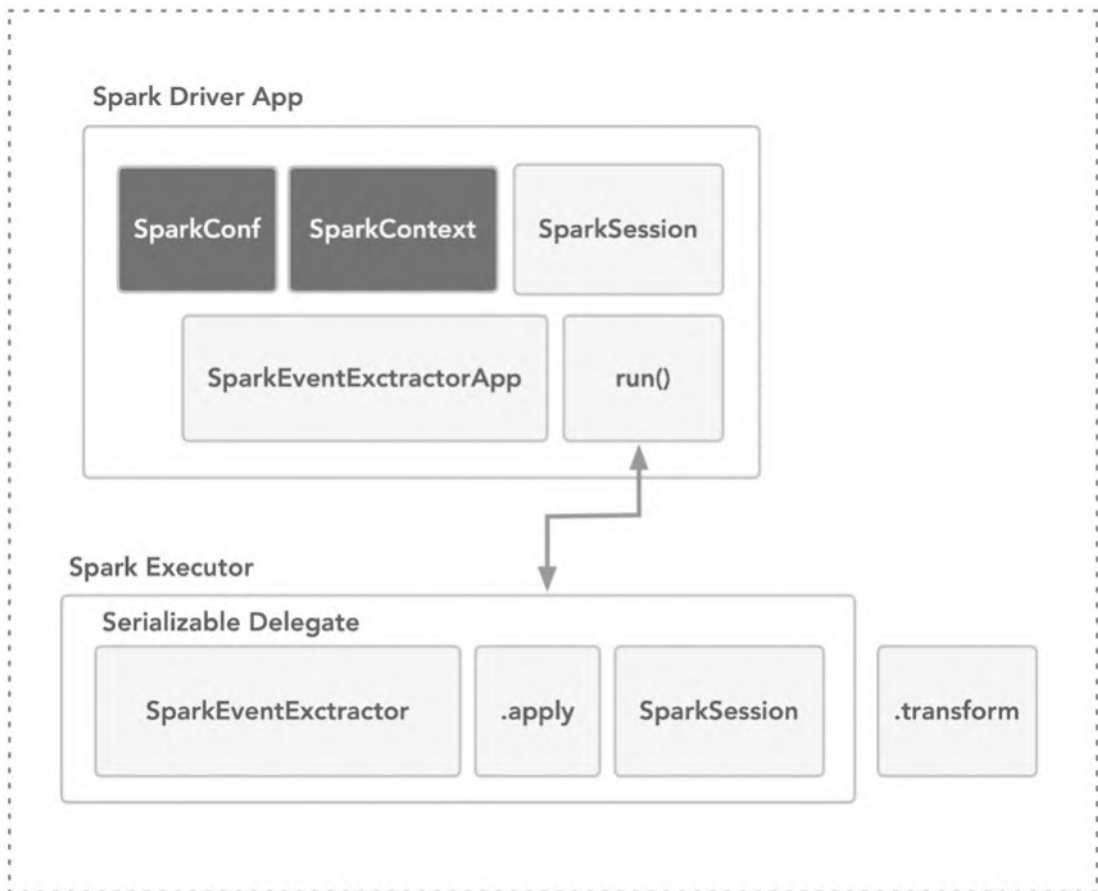 Spark Driver App
SparkConf
SparkContext
SparkSession
SparkEventExctractorApp
run()
Spark Executor
Serializable Delegate
SparkEventExctractor
.apply
SparkSession
.transform